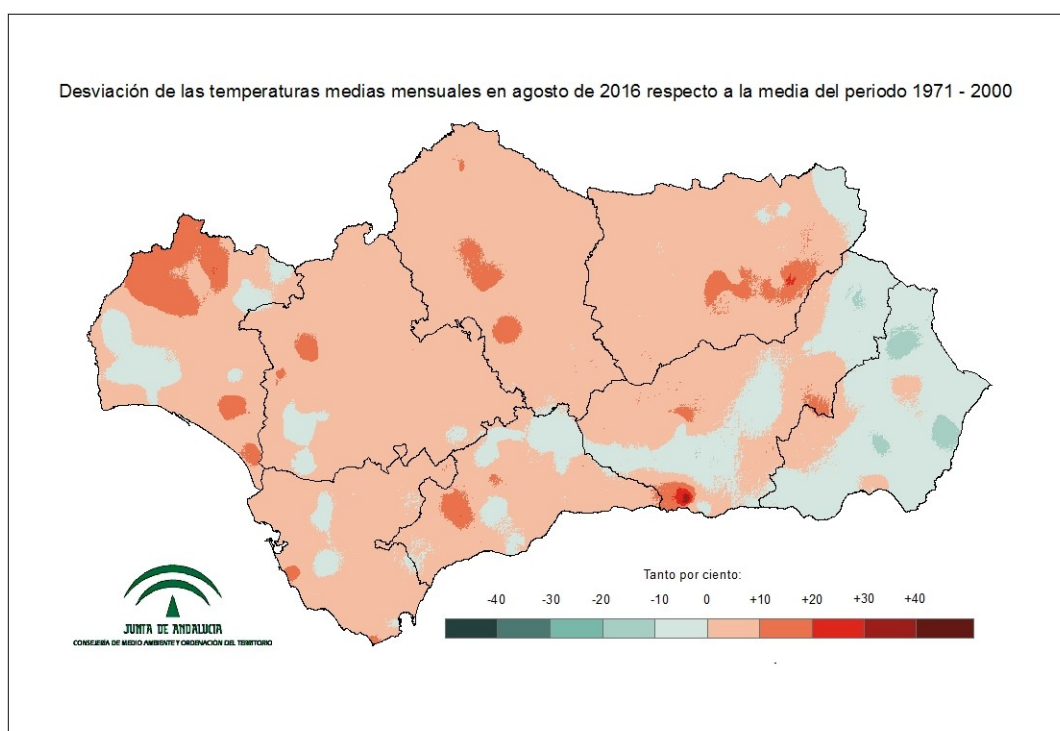 Desviación de las temperaturas medias mensuales en agosto de 2016 respecto a la media del periodo 1971 - 2000
Tanto por ciento:
-40 -30 -20 -10 0 +10 +20 +30 +40
JUNTA DE ANDALUCIA
CONSEJERÍA DE MEDIO AMBIENTE Y ORDENACIÓN DEL TERRITORIO